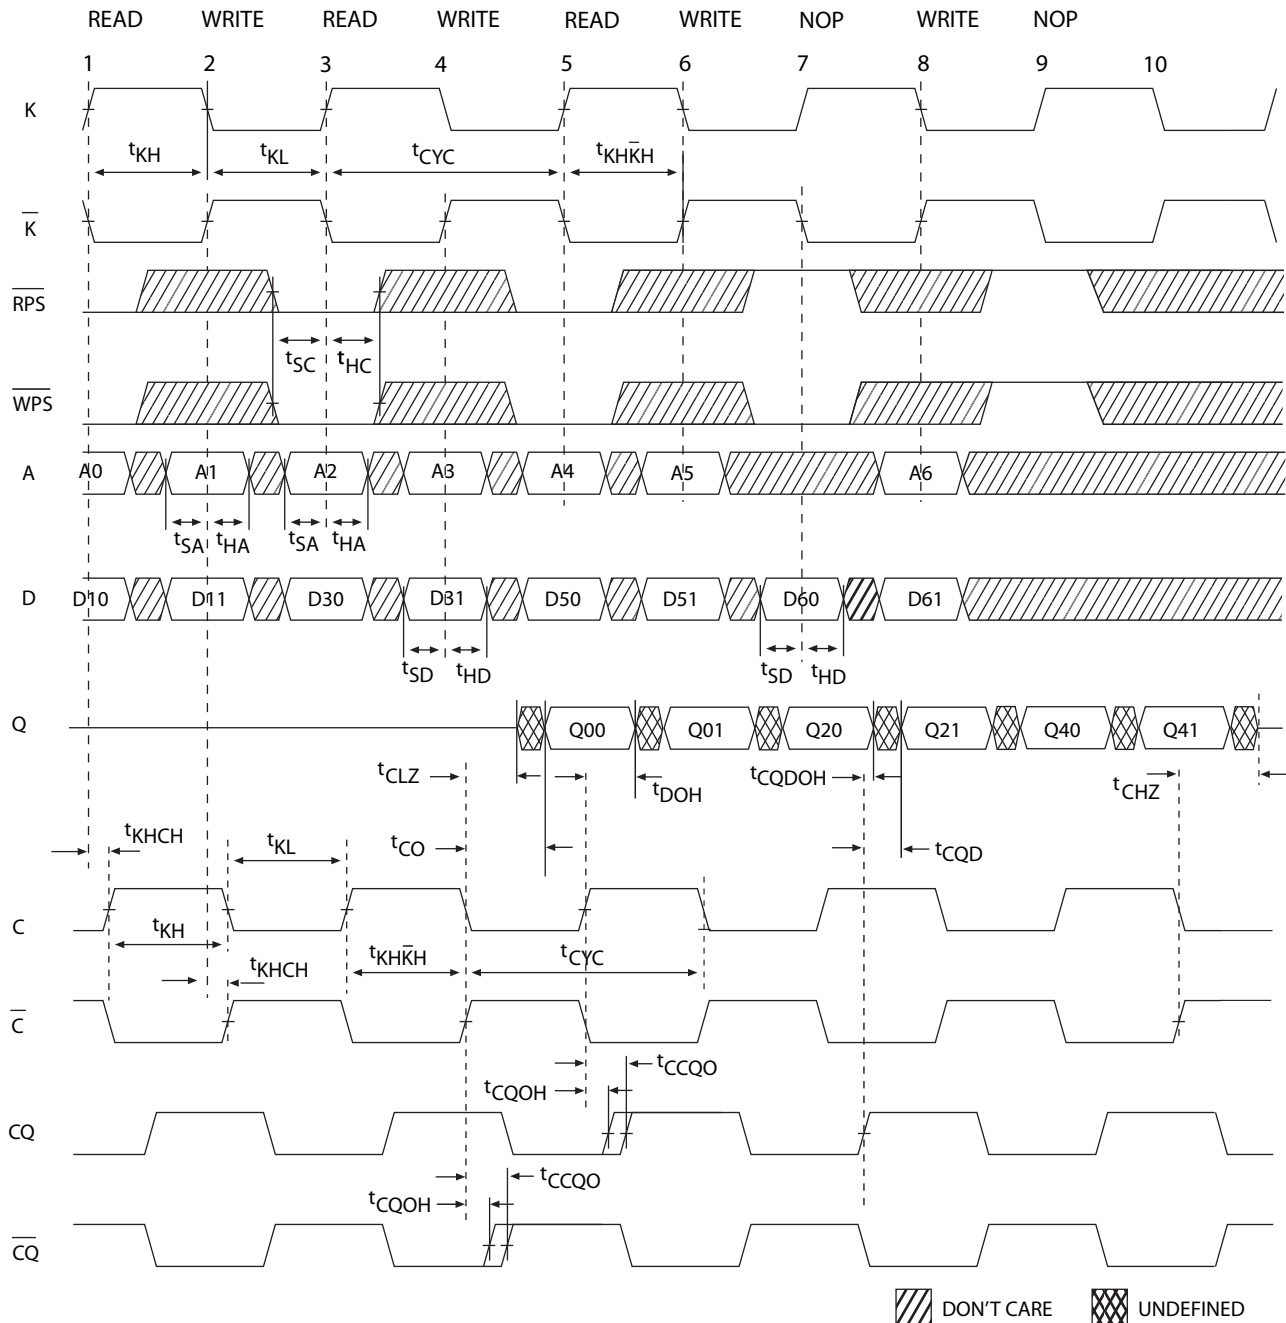 READ WRITE READ WRITE READ WRITE NOP WRITE NOP
1 2 3 4 5 6 7 8 9 10
K
tKH tKL tCYC tKHK̅H
K̅
R̅P̅S̅
tSC tHC
W̅P̅S̅
A A0 A1 A2 A3 A4 A5 A6
tSA tHA tSA tHA
D D10 D11 D30 D31 D50 D51 D60 D61
tSD tHD tSD tHD
Q Q00 Q01 Q20 Q21 Q40 Q41
tCLZ tDOH tCQDOH tCHZ
tKHCH tKL tCO tCQD
C
tKH tKHK̅H tCYC
tKHCH
C̅
tCCQO
tCQOH
CQ
tCCQO
tCQOH
C̅Q̅
DON'T CARE UNDEFINED